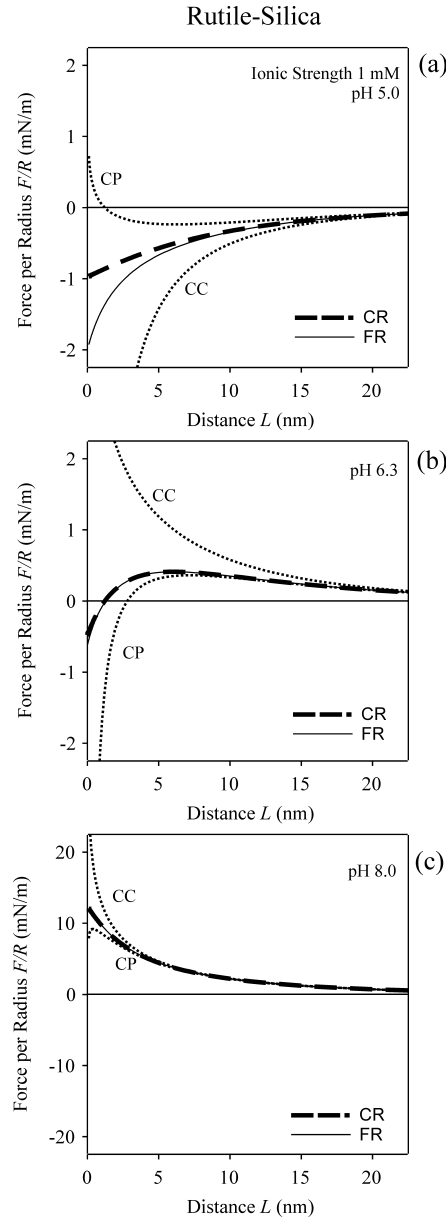 Rutile-Silica
(a)
Ionic Strength 1 mM
pH 5.0
Force per Radius F/R (mN/m)
2
1
0
-1
-2
CP
CC
CR
FR
0
5
10
15
20
Distance L (nm)
(b)
pH 6.3
Force per Radius F/R (mN/m)
2
1
0
-1
-2
CC
CP
CR
FR
0
5
10
15
20
Distance L (nm)
(c)
pH 8.0
Force per Radius F/R (mN/m)
20
10
0
-10
-20
CC
CP
CR
FR
0
5
10
15
20
Distance L (nm)